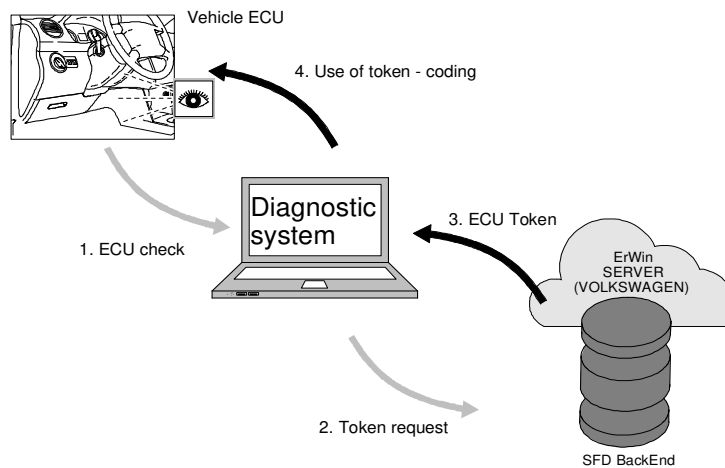 Vehicle ECU
4. Use of token - coding
Diagnostic
system
3. ECU Token
1. ECU check
ErWin
SERVER
(VOLKSWAGEN)
2. Token request
SFD BackEnd